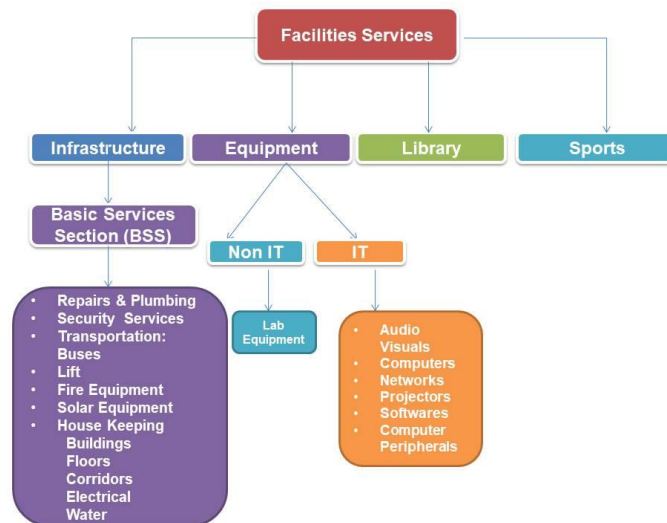 Facilities Services
Infrastructure
Equipment
Library
Sports
Basic Services
Section (BSS)
Non IT
IT
• Repairs & Plumbing
• Security Services
• Transportation:
Buses
• Lift
• Fire Equipment
• Solar Equipment
• House Keeping
Buildings
Floors
Corridors
Electrical
Water
Lab
Equipment
• Audio
Visuals
• Computers
• Networks
• Projectors
• Softwares
• Computer
Peripherals